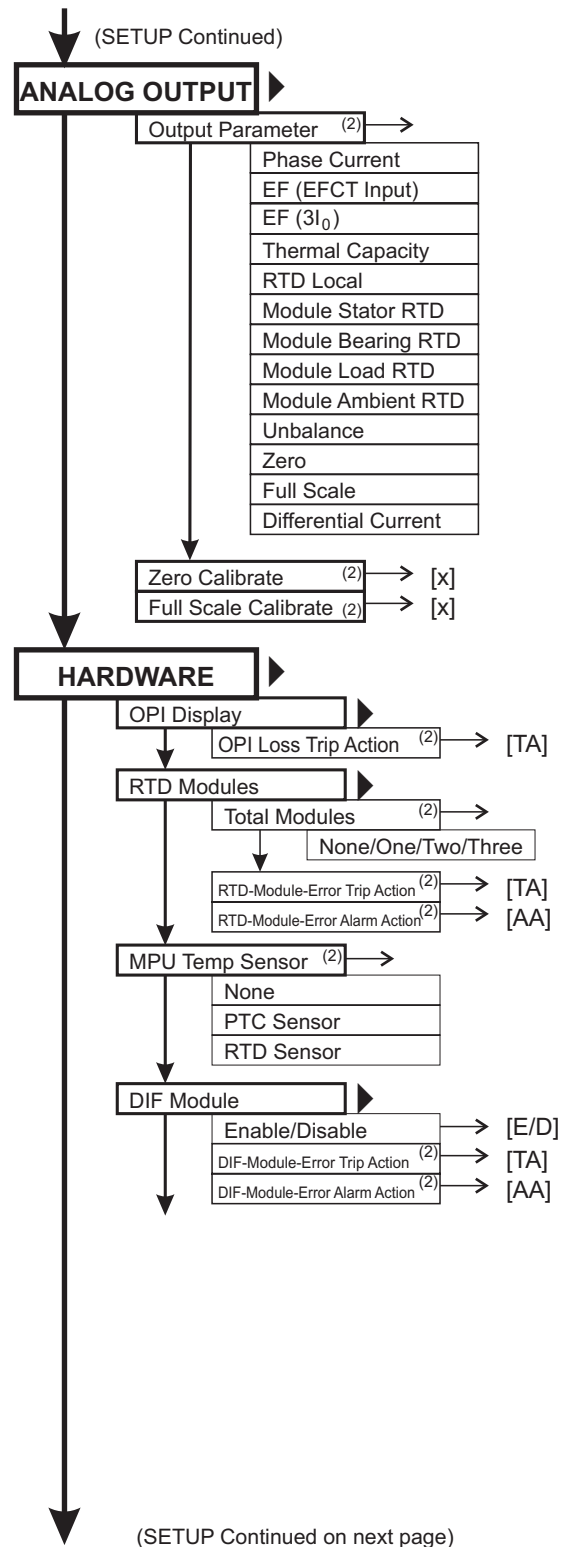 (SETUP Continued)
ANALOG OUTPUT
Output Parameter (2)
Phase Current
EF (EFCT Input)
EF (3I0)
Thermal Capacity
RTD Local
Module Stator RTD
Module Bearing RTD
Module Load RTD
Module Ambient RTD
Unbalance
Zero
Full Scale
Differential Current
Zero Calibrate (2) [x]
Full Scale Calibrate (2) [x]
HARDWARE
OPI Display
OPI Loss Trip Action (2) [TA]
RTD Modules
Total Modules (2)
None/One/Two/Three
RTD-Module-Error Trip Action (2) [TA]
RTD-Module-Error Alarm Action (2) [AA]
MPU Temp Sensor (2)
None
PTC Sensor
RTD Sensor
DIF Module
Enable/Disable [E/D]
DIF-Module-Error Trip Action (2) [TA]
DIF-Module-Error Alarm Action (2) [AA]
(SETUP Continued on next page)